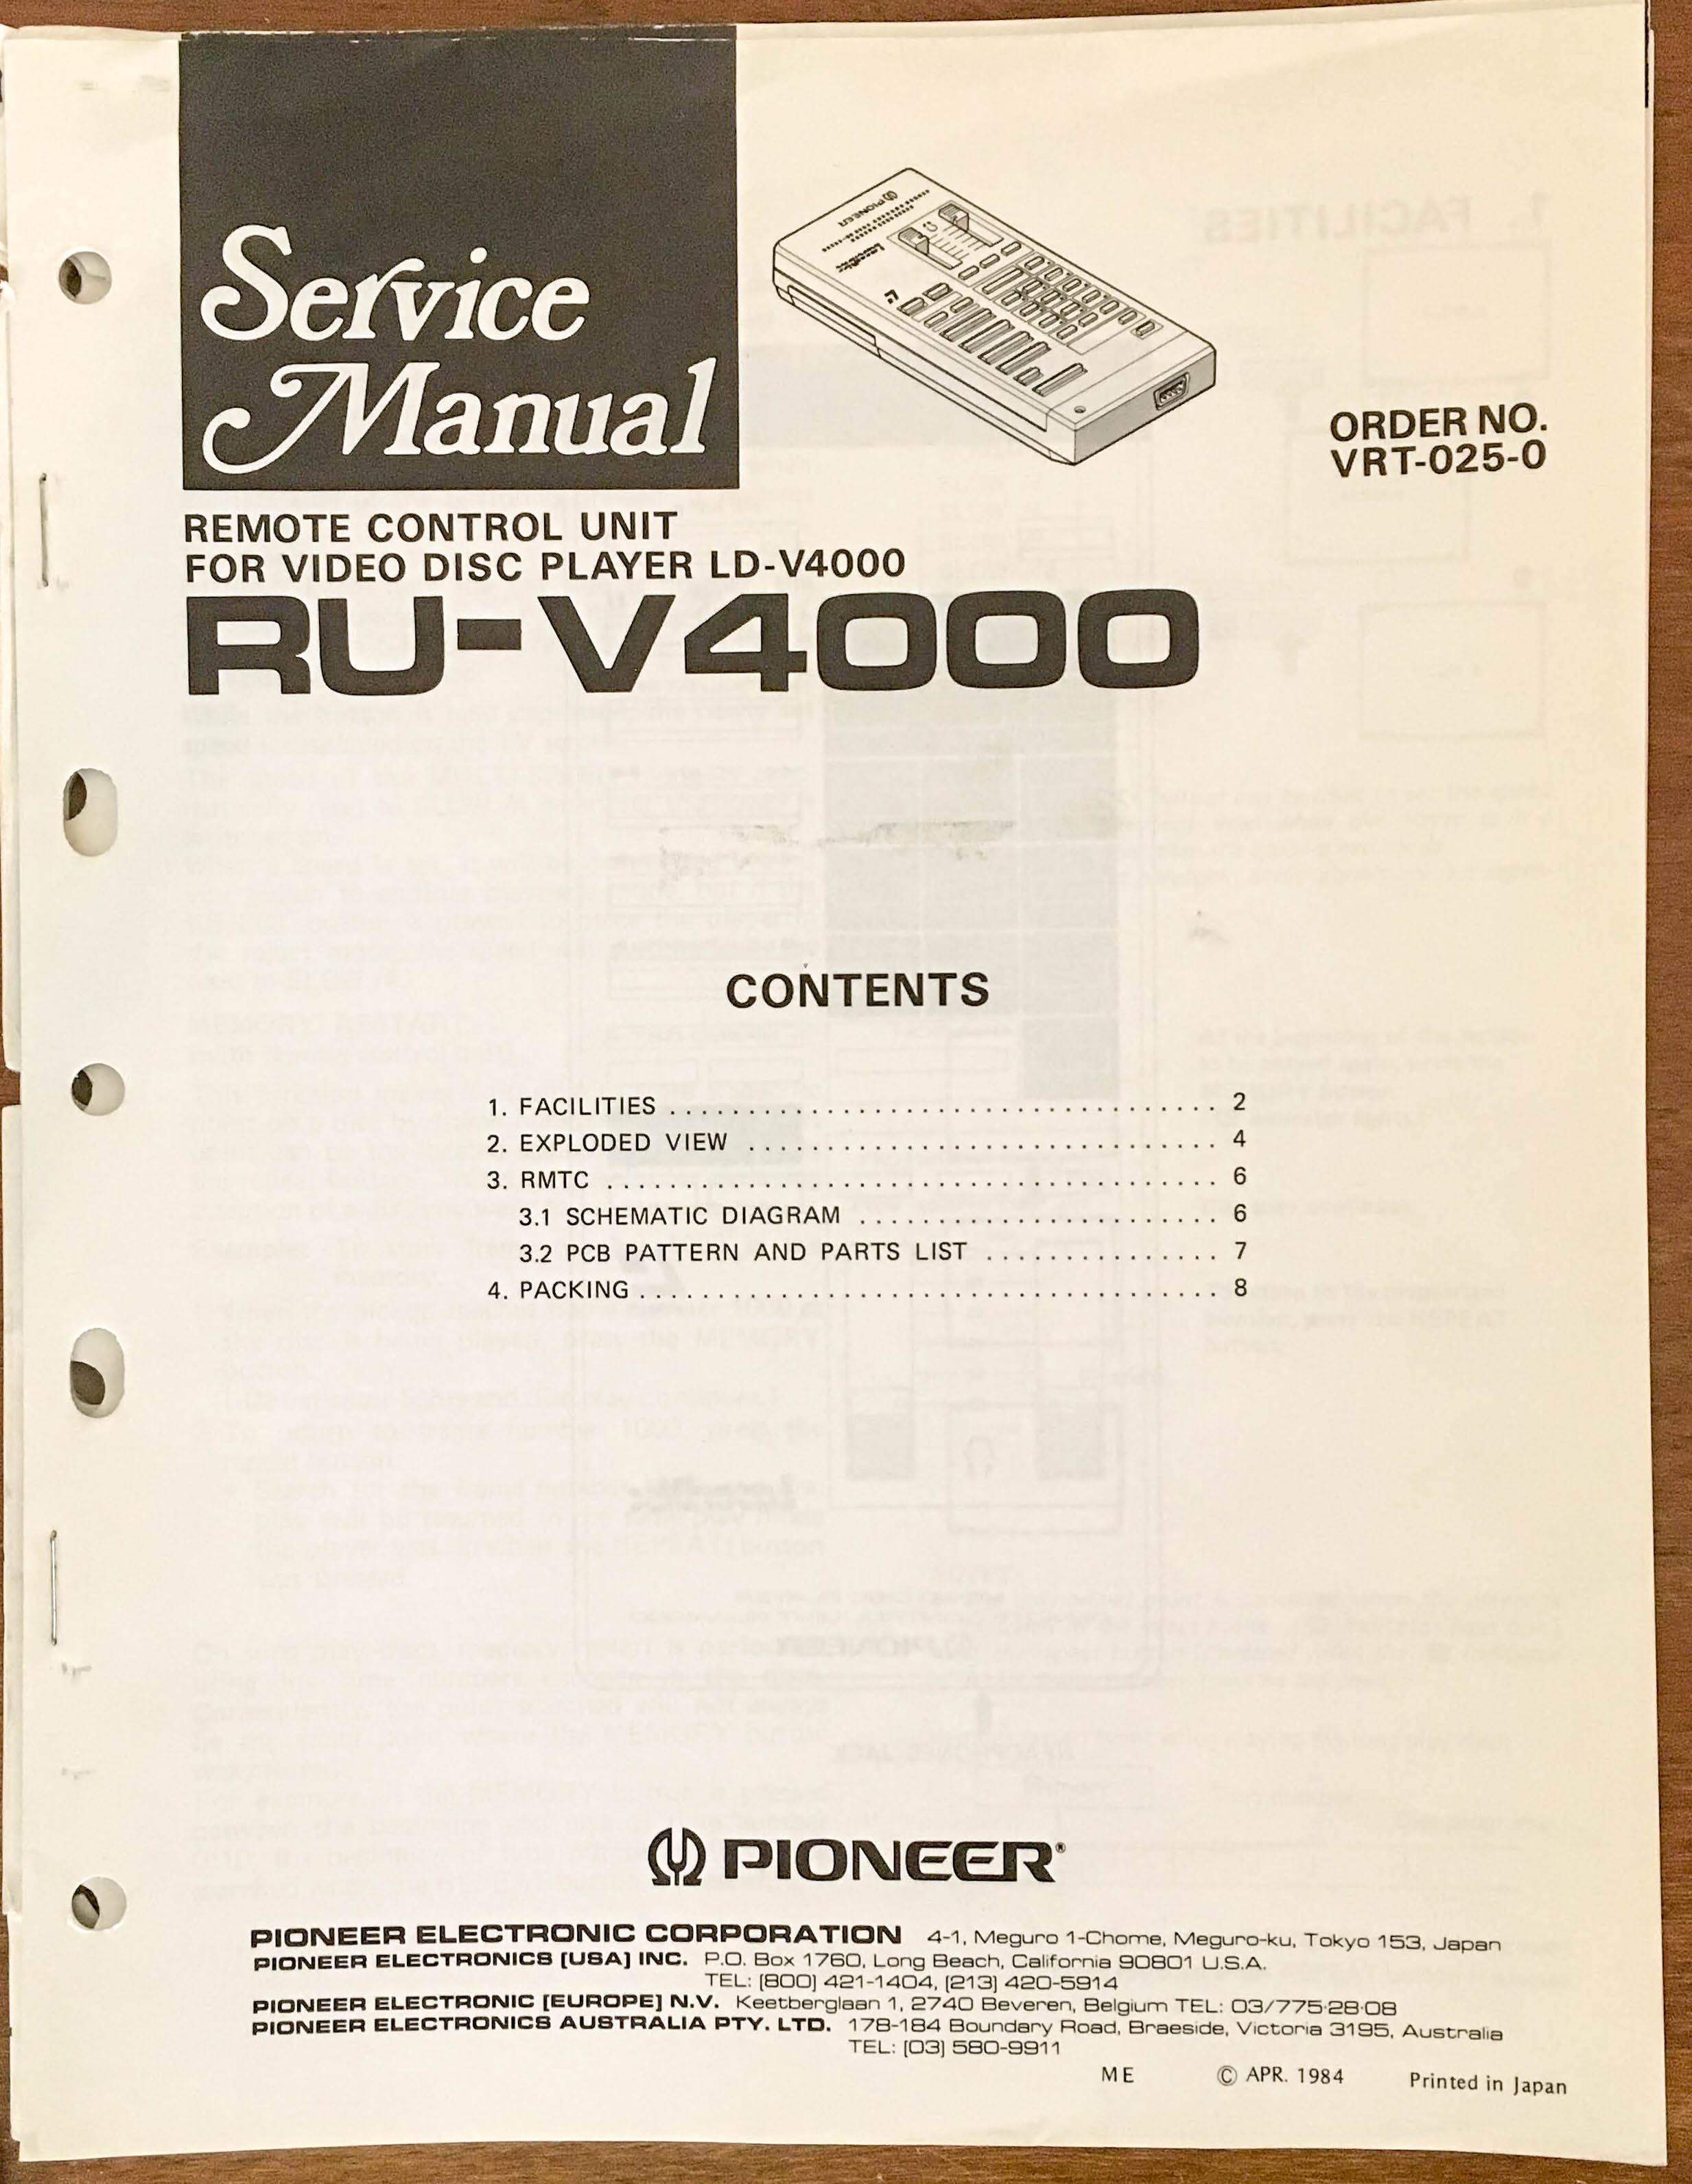 Service
Manual
PIONEER
ORDER NO.
VRT-025-0
REMOTE CONTROL UNIT
FOR VIDEO DISC PLAYER LD-V4000
RU-V4000
1. FACILITIES
CONTENTS
1. FACILITIES . . . . . . . . . . . . . . . . . . . . . . . . . . . . . . . . . . . 2
2. EXPLODED VIEW . . . . . . . . . . . . . . . . . . . . . . . . . . . . . . 4
3. RMTC . . . . . . . . . . . . . . . . . . . . . . . . . . . . . . . . . . . . . . . 6
3.1 SCHEMATIC DIAGRAM . . . . . . . . . . . . . . . . . . . . . . . 6
3.2 PCB PATTERN AND PARTS LIST . . . . . . . . . . . . . . . 7
4. PACKING . . . . . . . . . . . . . . . . . . . . . . . . . . . . . . . . . . . . . 8
PIONEER®
PIONEER ELECTRONIC CORPORATION 4-1, Meguro 1-Chome, Meguro-ku, Tokyo 153, Japan
PIONEER ELECTRONICS [USA] INC. P.O. Box 1760, Long Beach, California 90801 U.S.A.
TEL: [800] 421-1404, [213] 420-5914
PIONEER ELECTRONIC [EUROPE] N.V. Keetberglaan 1, 2740 Beveren, Belgium TEL: 03/775·28·08
PIONEER ELECTRONICS AUSTRALIA PTY. LTD. 178-184 Boundary Road, Braeside, Victoria 3195, Australia
TEL: [03] 580-9911
ME © APR. 1984 Printed in Japan